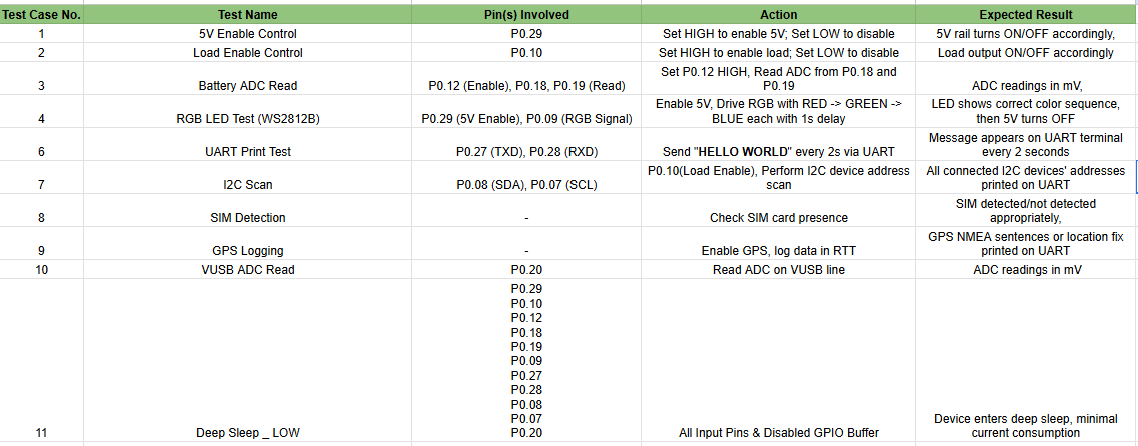 Test Case No. Test Name Pin(s) Involved Action Expected Result
1 5V Enable Control P0.29 Set HIGH to enable 5V; Set LOW to disable 5V rail turns ON/OFF accordingly,
2 Load Enable Control P0.10 Set HIGH to enable load; Set LOW to disable Load output ON/OFF accordingly
Set P0.12 HIGH, Read ADC from P0.18 and
3 Battery ADC Read P0.12 (Enable), P0.18, P0.19 (Read) P0.19 ADC readings in mV,
Enable 5V, Drive RGB with RED -> GREEN -> LED shows correct color sequence,
4 RGB LED Test (WS2812B) P0.29 (5V Enable), P0.09 (RGB Signal) BLUE each with 1s delay then 5V turns OFF
Message appears on UART terminal
6 UART Print Test P0.27 (TXD), P0.28 (RXD) Send "HELLO WORLD" every 2s via UART every 2 seconds
P0.10(Load Enable), Perform I2C device address All connected I2C devices' addresses
7 I2C Scan P0.08 (SDA), P0.07 (SCL) scan printed on UART
SIM detected/not detected
8 SIM Detection - Check SIM card presence appropriately,
GPS NMEA sentences or location fix
9 GPS Logging - Enable GPS, log data in RTT printed on UART
10 VUSB ADC Read P0.20 Read ADC on VUSB line ADC readings in mV
P0.29
P0.10
P0.12
P0.18
P0.19
P0.09
P0.27
P0.28
P0.08
P0.07 Device enters deep sleep, minimal
11 Deep Sleep _ LOW P0.20 All Input Pins & Disabled GPIO Buffer current consumption